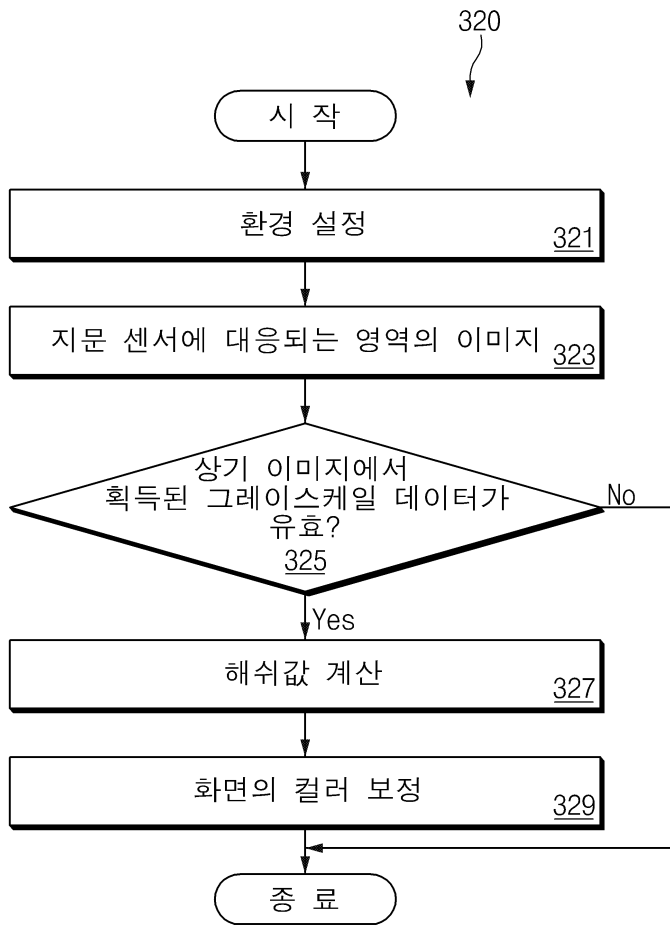 320
시 작
환경 설정
321
지문 센서에 대응되는 영역의 이미지
323
상기 이미지에서
획득된 그레이스케일 데이터가
유효?
325
No
Yes
해쉬값 계산
327
화면의 컬러 보정
329
종 료